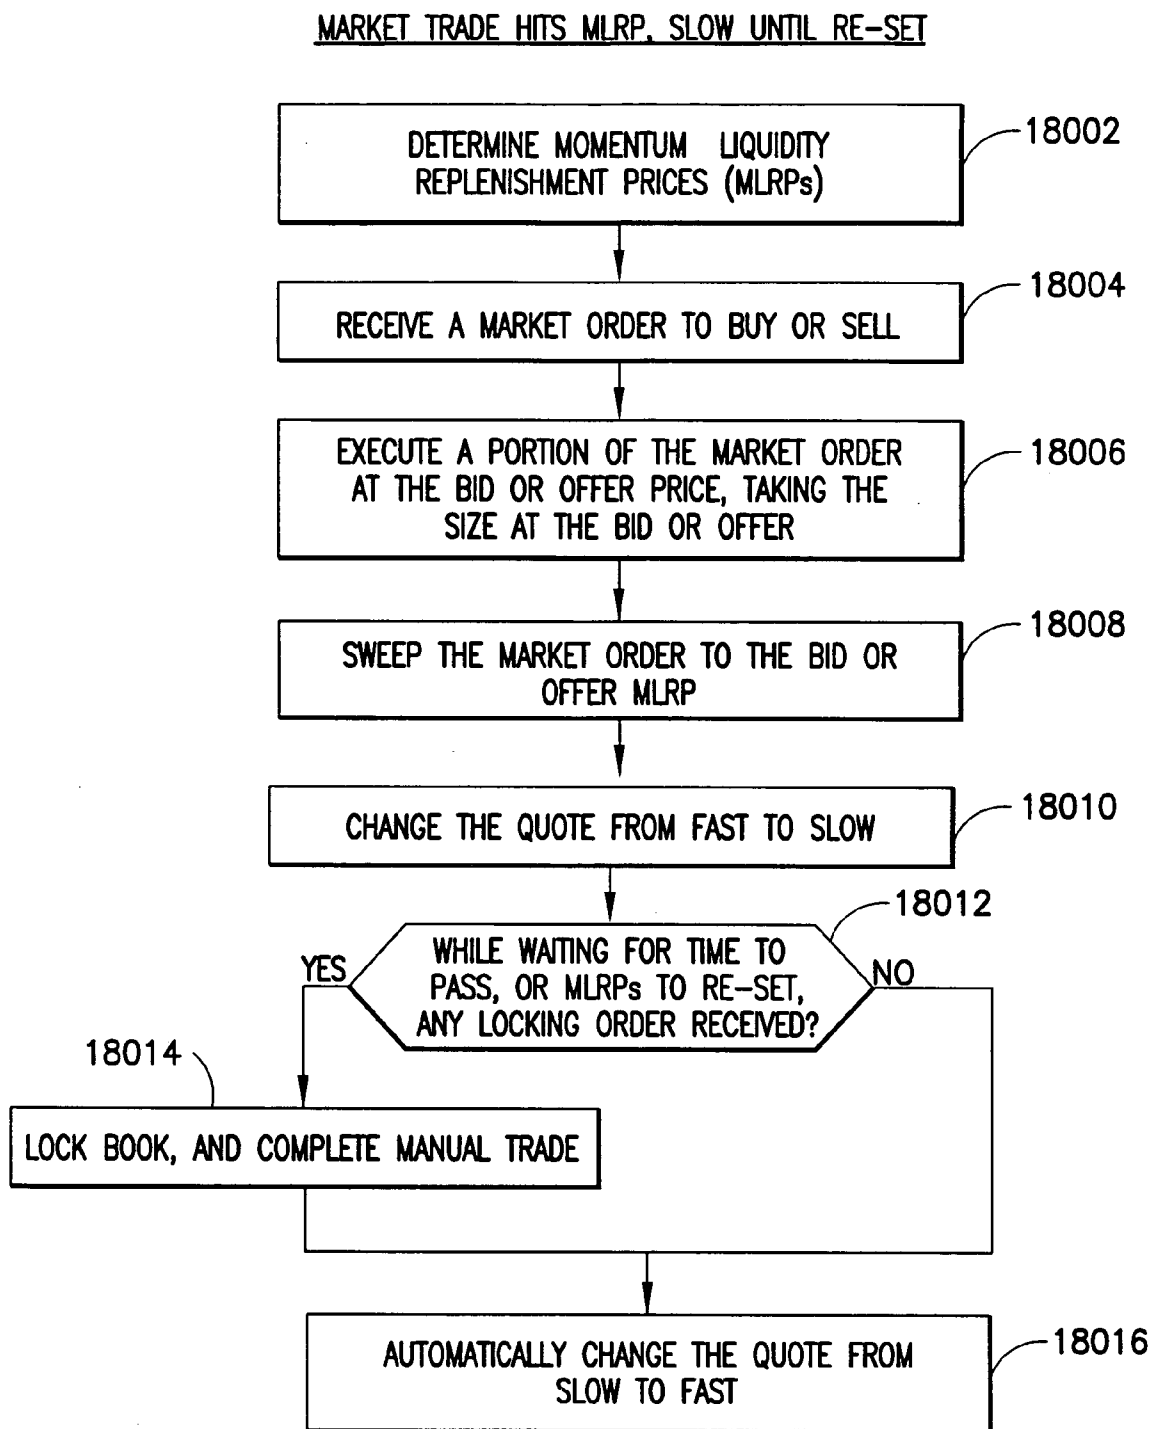 MARKET TRADE HITS MLRP, SLOW UNTIL RE-SET
DETERMINE MOMENTUM LIQUIDITY
REPLENISHMENT PRICES (MLRPs)
18002
RECEIVE A MARKET ORDER TO BUY OR SELL
18004
EXECUTE A PORTION OF THE MARKET ORDER
AT THE BID OR OFFER PRICE, TAKING THE
SIZE AT THE BID OR OFFER
18006
SWEEP THE MARKET ORDER TO THE BID OR
OFFER MLRP
18008
CHANGE THE QUOTE FROM FAST TO SLOW
18010
18012
WHILE WAITING FOR TIME TO
PASS, OR MLRPs TO RE-SET,
ANY LOCKING ORDER RECEIVED?
YES
NO
18014
LOCK BOOK, AND COMPLETE MANUAL TRADE
AUTOMATICALLY CHANGE THE QUOTE FROM
SLOW TO FAST
18016